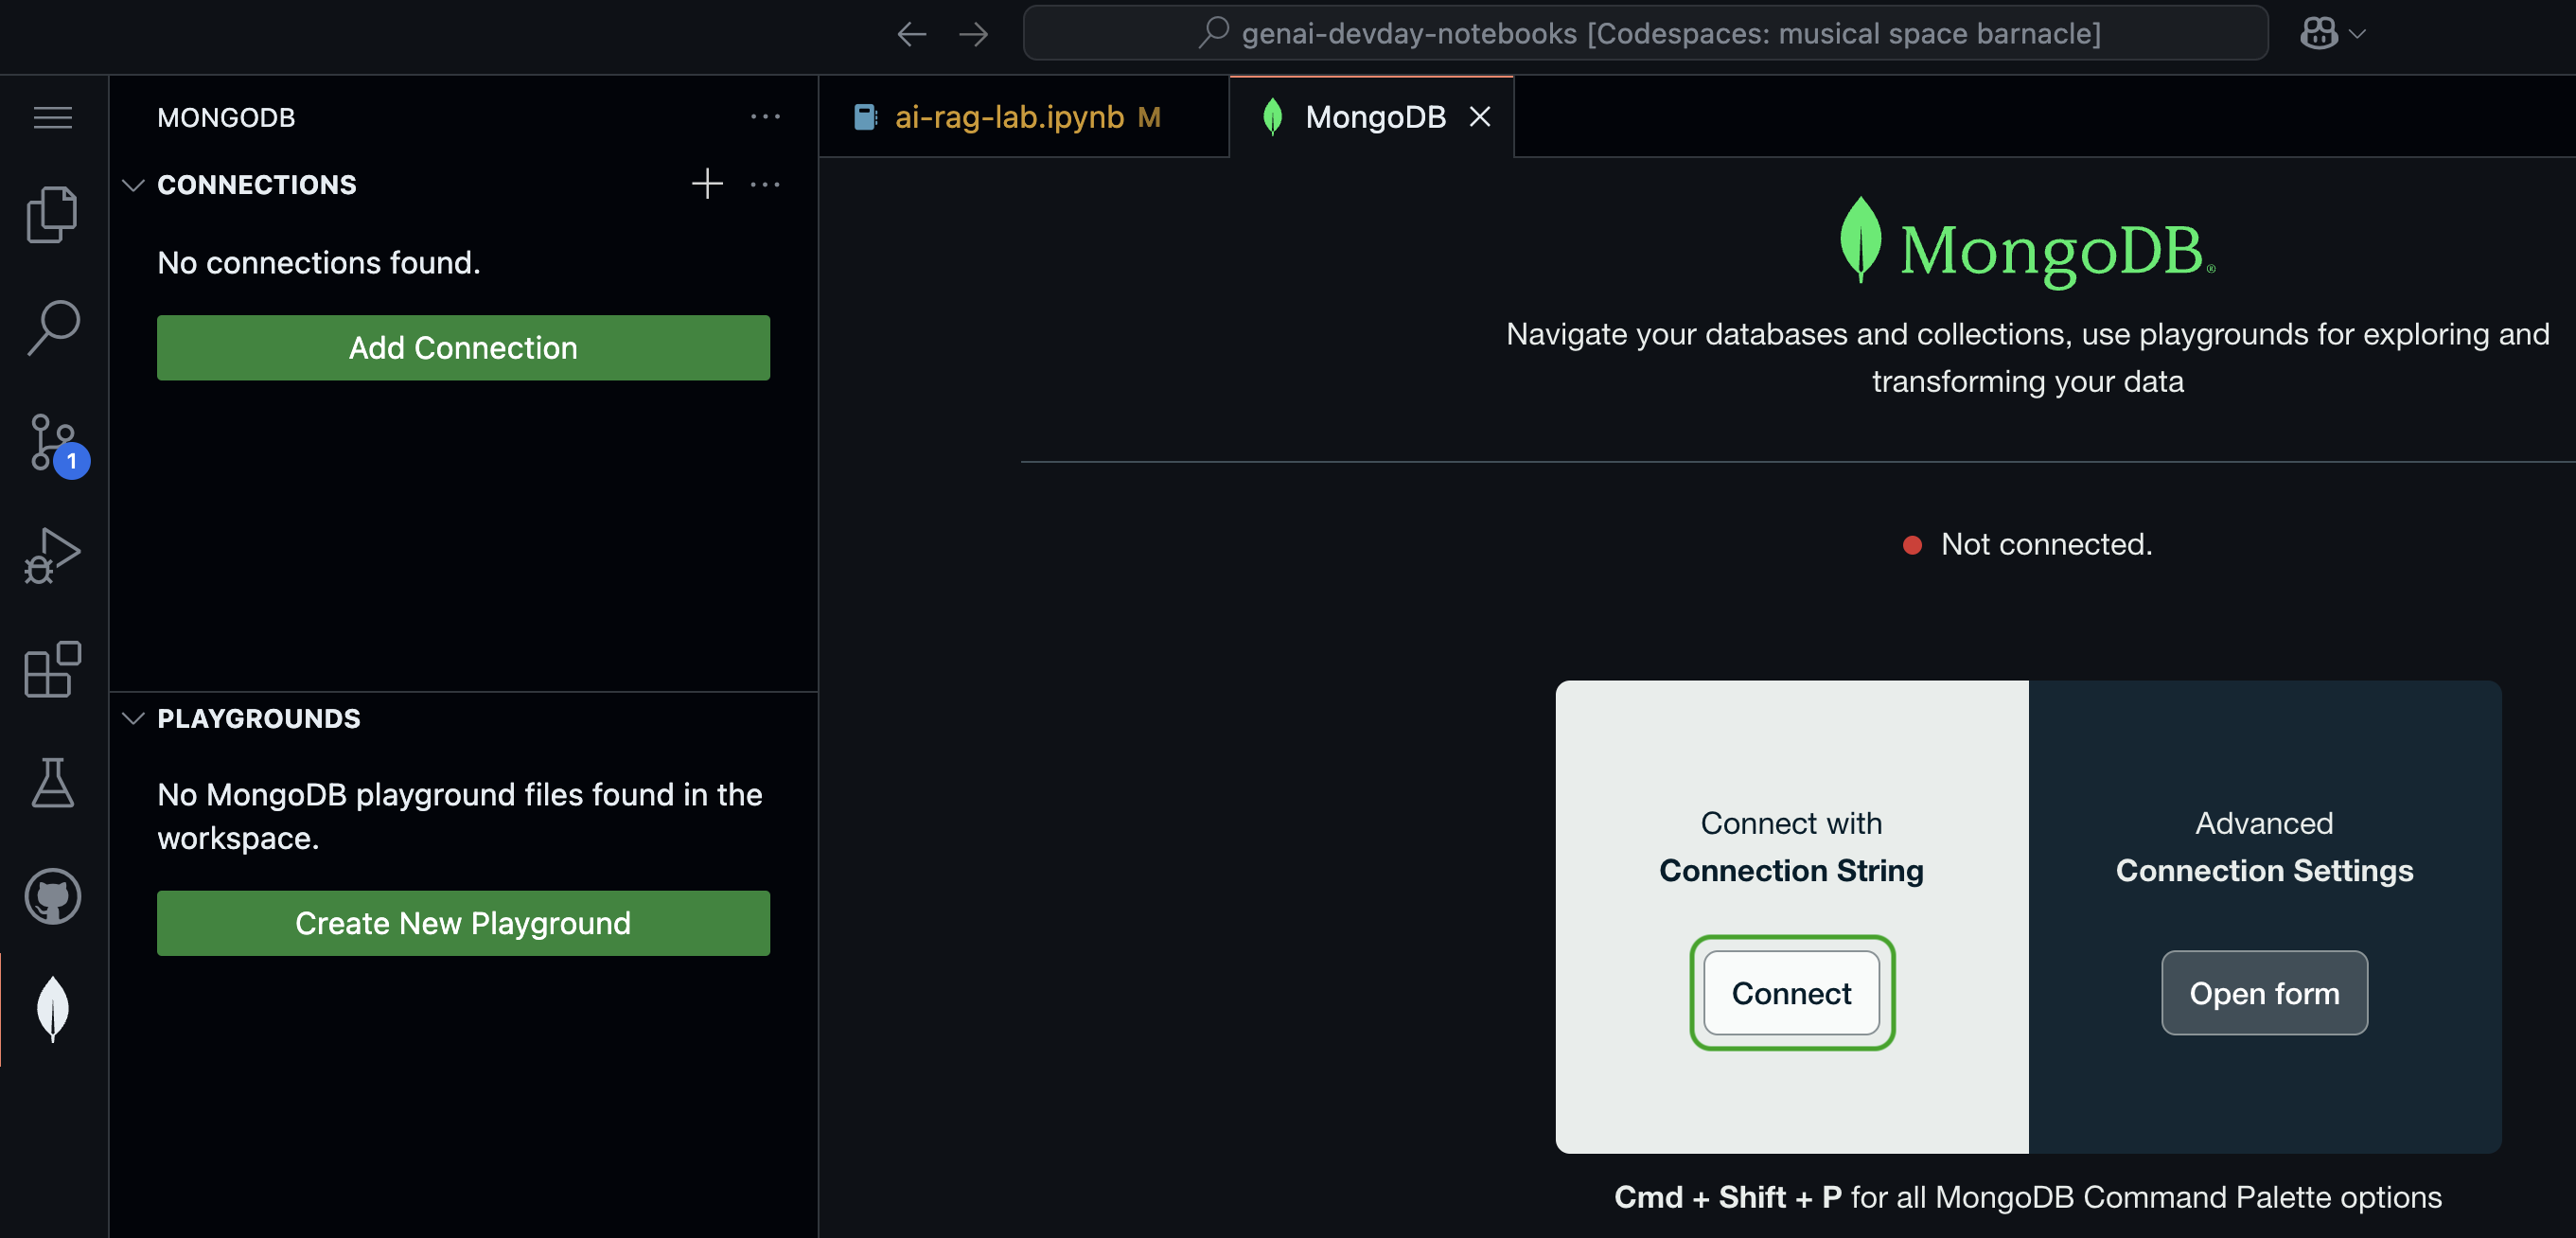 genai-devday-notebooks [Codespaces: musical space barnacle]
MONGODB
CONNECTIONS
No connections found.
Add Connection
1
PLAYGROUNDS
No MongoDB playground files found in the
workspace.
Create New Playground
ai-rag-lab.ipynb M
MongoDB
MongoDB®
Navigate your databases and collections, use playgrounds for exploring and
transforming your data
Not connected.
Connect with
Connection String
Connect
Advanced
Connection Settings
Open form
Cmd + Shift + P for all MongoDB Command Palette options